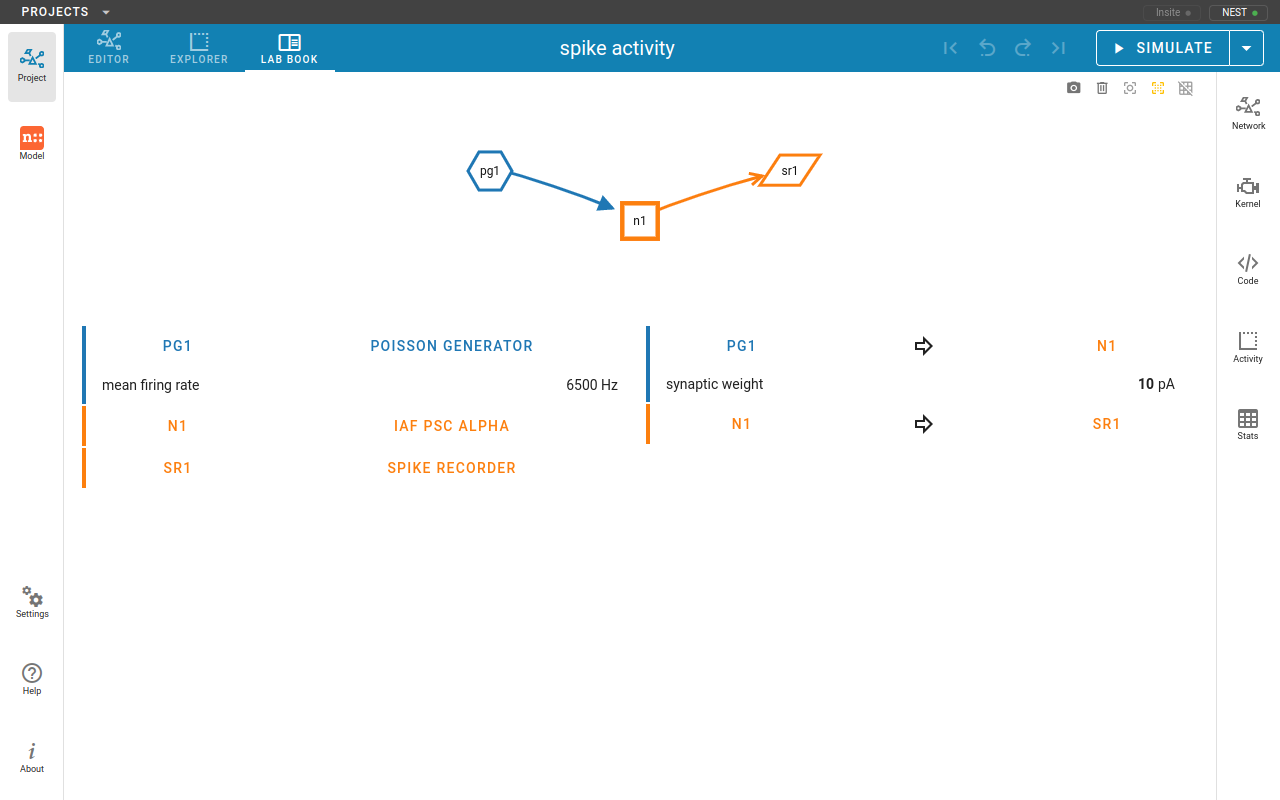 PROJECTS
Insite
NEST
Project
EDITOR
EXPLORER
LAB BOOK
spike activity
SIMULATE
n::
Model
pg1
sr1
n1
Network
Kernel
Code
Activity
Stats
PG1 POISSON GENERATOR
mean firing rate 6500 Hz
N1 IAF PSC ALPHA
SR1 SPIKE RECORDER
PG1 N1
synaptic weight 10 pA
N1 SR1
Settings
Help
About